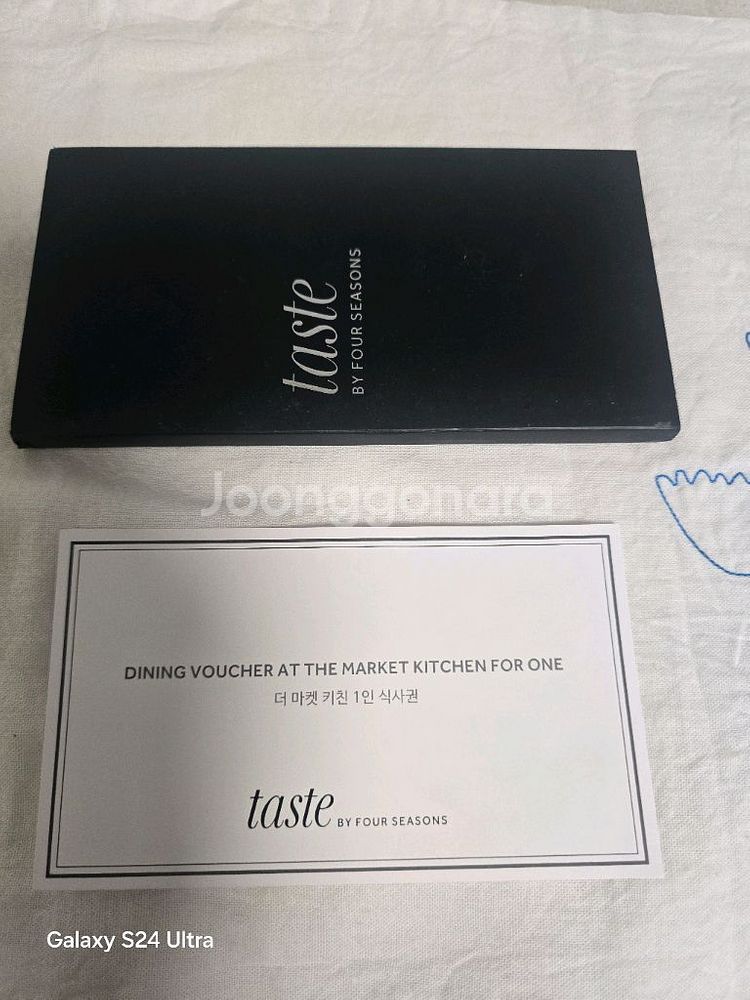 taste
BY FOUR SEASONS
Joonggonara
DINING VOUCHER AT THE MARKET KITCHEN FOR ONE
더 마켓 키친 1인 식사권
taste BY FOUR SEASONS
Galaxy S24 Ultra